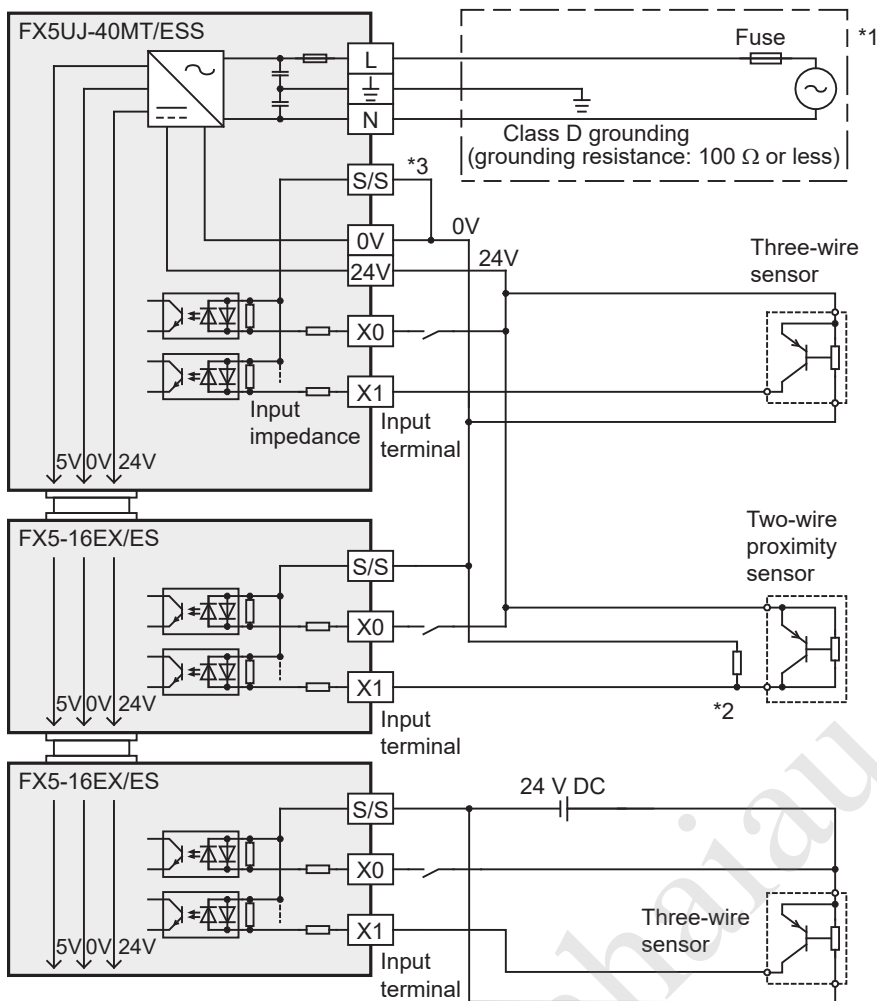 FX5UJ-40MT/ESS
L
N
Fuse
*1
Class D grounding
(grounding resistance: 100 Ω or less)
S/S
*3
0V
0V
24V
24V
Three-wire
sensor
X0
X1
Input
impedance
Input
terminal
5V 0V 24V
FX5-16EX/ES
S/S
X0
X1
Input
terminal
5V 0V 24V
Two-wire
proximity
sensor
*2
FX5-16EX/ES
S/S
24 V DC
X0
X1
Input
terminal
5V 0V 24V
Three-wire
sensor